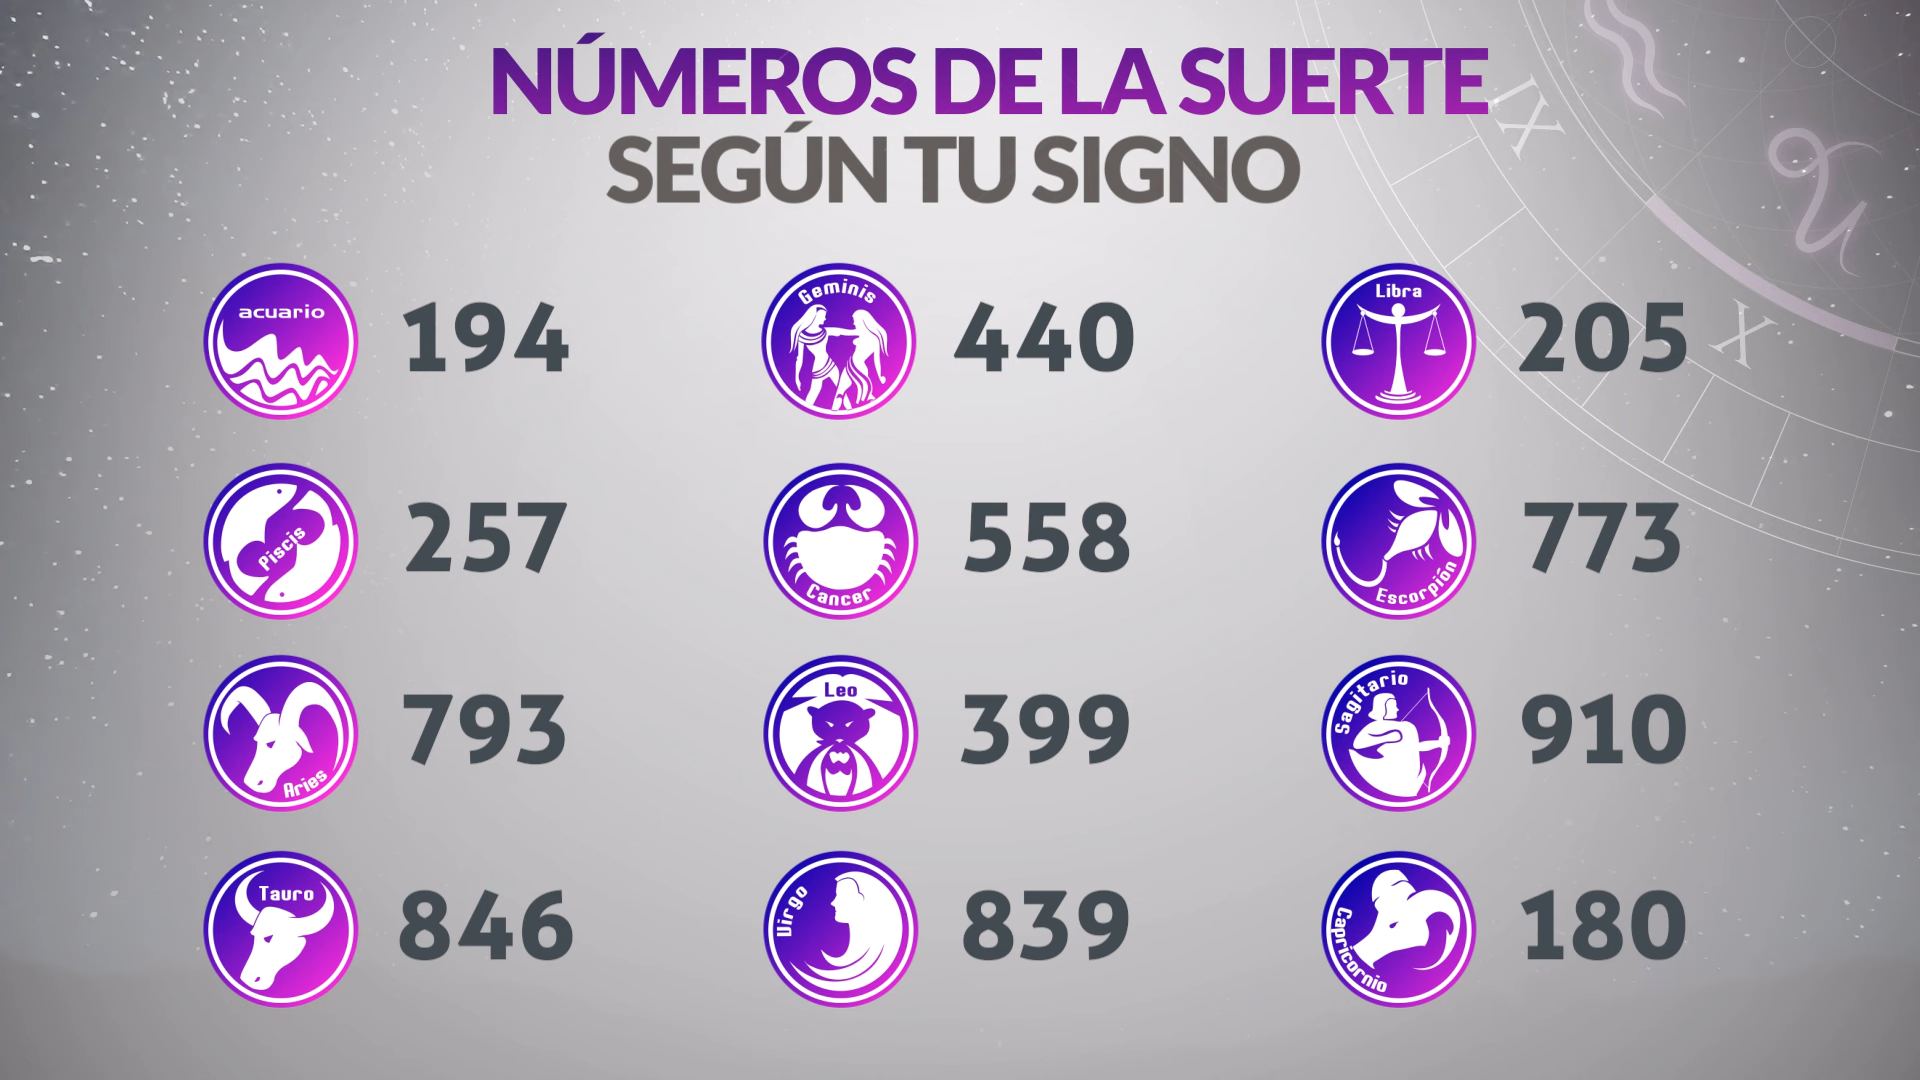 NÚMEROS DE LA SUERTE
SEGÚN TU SIGNO
acuario 194
Geminis 440
Libra 205
Piscis 257
Cancer 558
Escorpión 773
Aries 793
Leo 399
Sagitario 910
Tauro 846
Virgo 839
Capricornio 180
IX
X